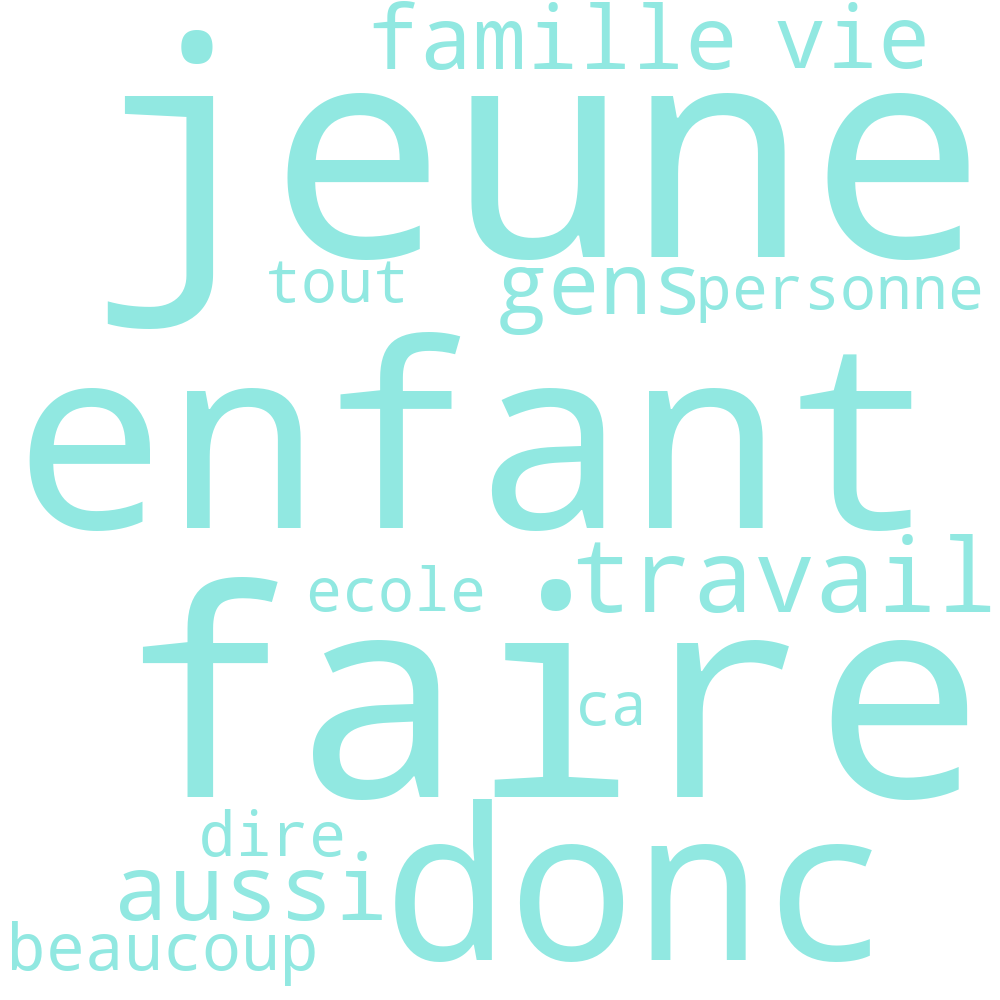 famille vie
jeune
tout gens personne
enfant
travail
ecole
faire
ca
dire
donc
aussi
beaucoup